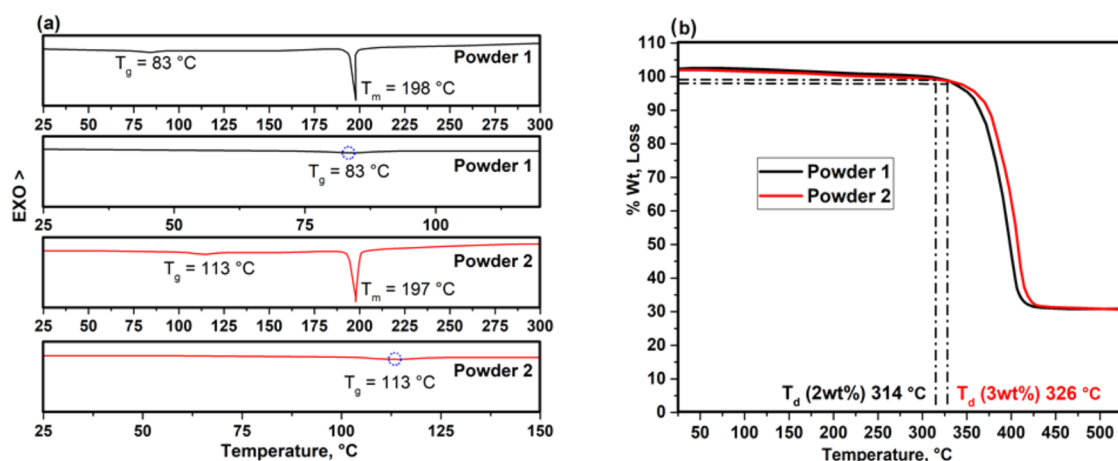 (a)
Powder 1
Tg = 83 °C
Tm = 198 °C
25 50 75 100 125 150 175 200 225 250 275 300
Powder 1
Tg = 83 °C
25 50 75 100
EXO >
Powder 2
Tg = 113 °C
Tm = 197 °C
25 50 75 100 125 150 175 200 225 250 275 300
Powder 2
Tg = 113 °C
25 50 75 100 125 150
Temperature, °C
(b)
110
100
90
80
70
60
50
40
30
20
10
0
% Wt, Loss
Powder 1
Powder 2
Td (2wt%) 314 °C
Td (3wt%) 326 °C
50 100 150 200 250 300 350 400 450 500
Temperature, °C